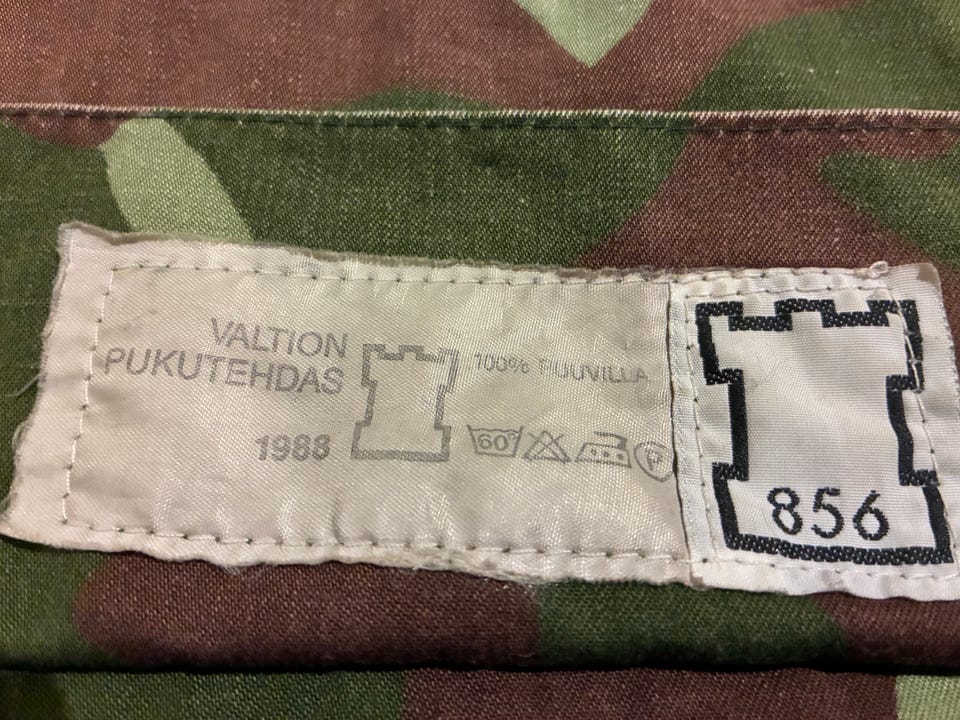 VALTION
PUKUTEHDAS
1988
100% PUUVILLA
60°
P
856